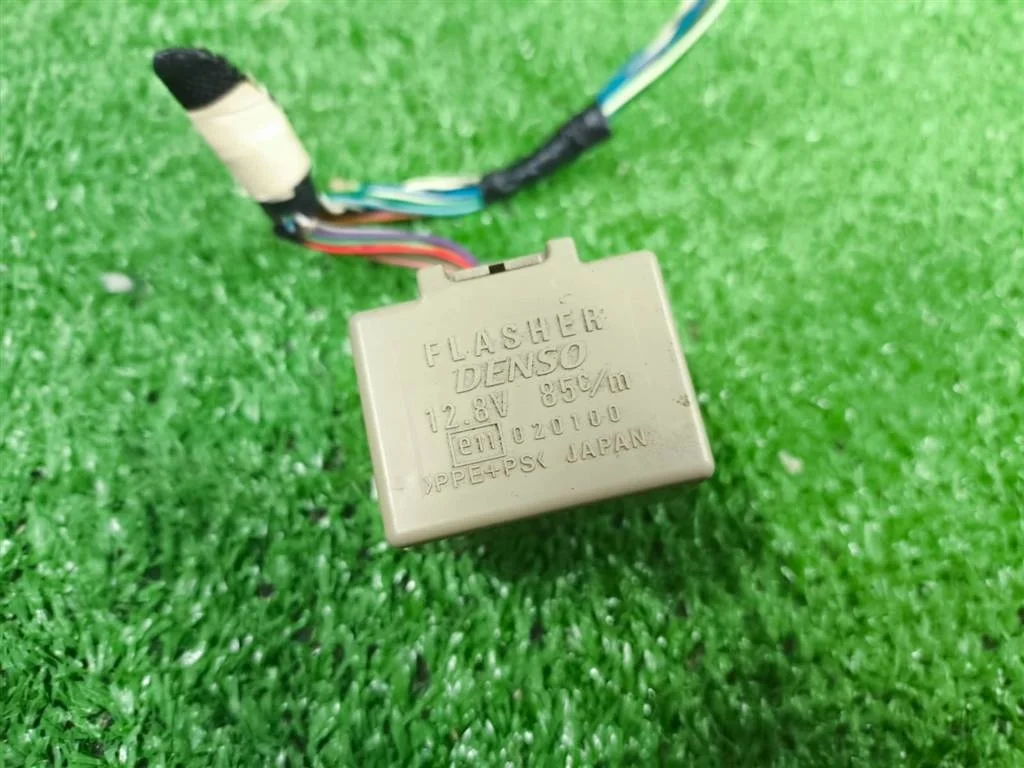 FLASHER
DENSO
12.8V 85c/m
e11 020100
>PPE+PS< JAPAN